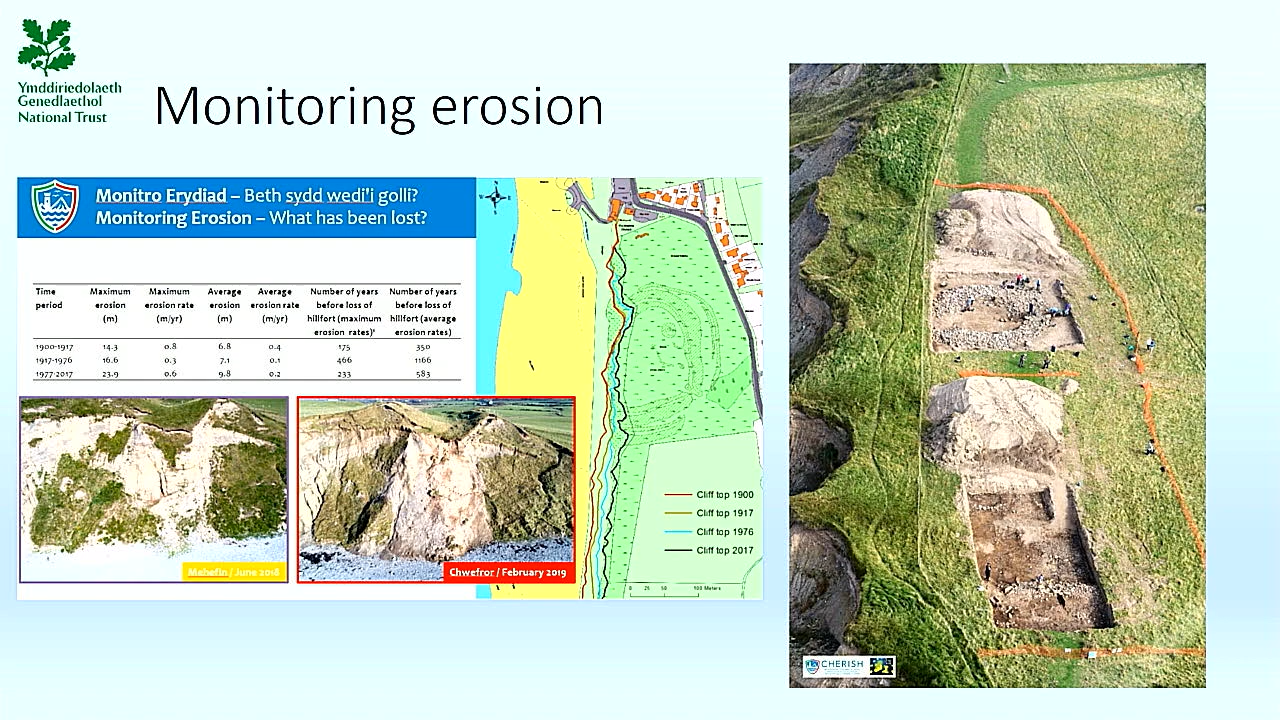 Ymddiriedolaeth
Genedlaethol
National Trust
Monitoring erosion
Monitro Erydiad – Beth sydd wedi'i golli?
Monitoring Erosion – What has been lost?
Time period Maximum erosion (m) Maximum erosion rate (m/yr) Average erosion (m) Average erosion rate (m/yr) Number of years before loss of hillfort (maximum erosion rates)¹ Number of years before loss of hillfort (average erosion rates)
1900-1917 14.3 0.8 6.8 0.4 175 350
1917-1976 16.6 0.3 7.1 0.1 466 1166
1977-2017 23.9 0.6 9.8 0.2 233 583
Mehefin / June 2018
Chwefror / February 2019
Cliff top 1900
Cliff top 1917
Cliff top 1976
Cliff top 2017
0 25 50 100 Meters
CHERISH